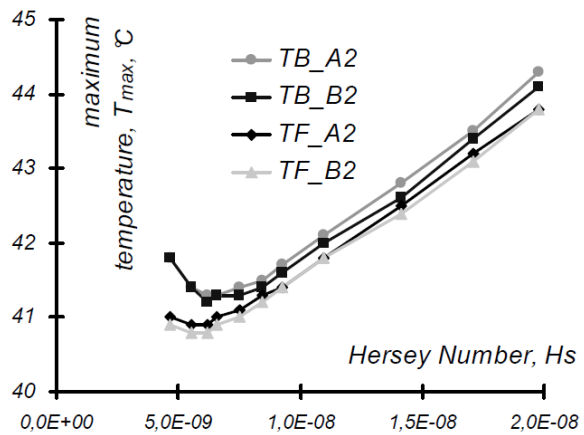 45
44
43
42
41
40
maximum
temperature, Tmax, °C
TB_A2
TB_B2
TF_A2
TF_B2
Hersey Number, Hs
0,0E+00 5,0E-09 1,0E-08 1,5E-08 2,0E-08